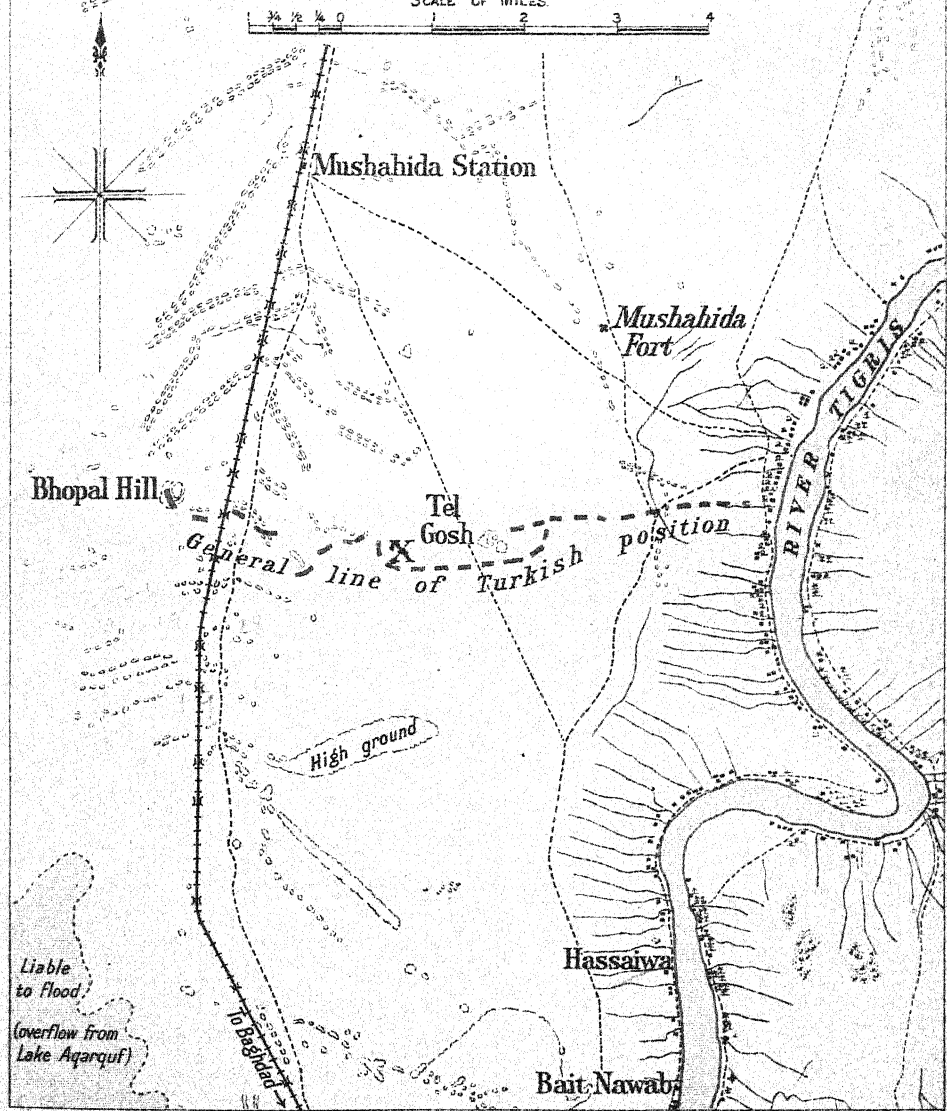 SCALE OF MILES.
1 ¾ ½ ¼ 0 1 2 3 4
Mushahida Station
Mushahida
Fort
RIVER TIGRIS
Bhopal Hill
Tel
Gosh
X
General line of Turkish position
High ground
Liable
to flood.
(overflow from
Lake Aqarquf)
Hassaiwa
To Baghdad
Bait Nawab